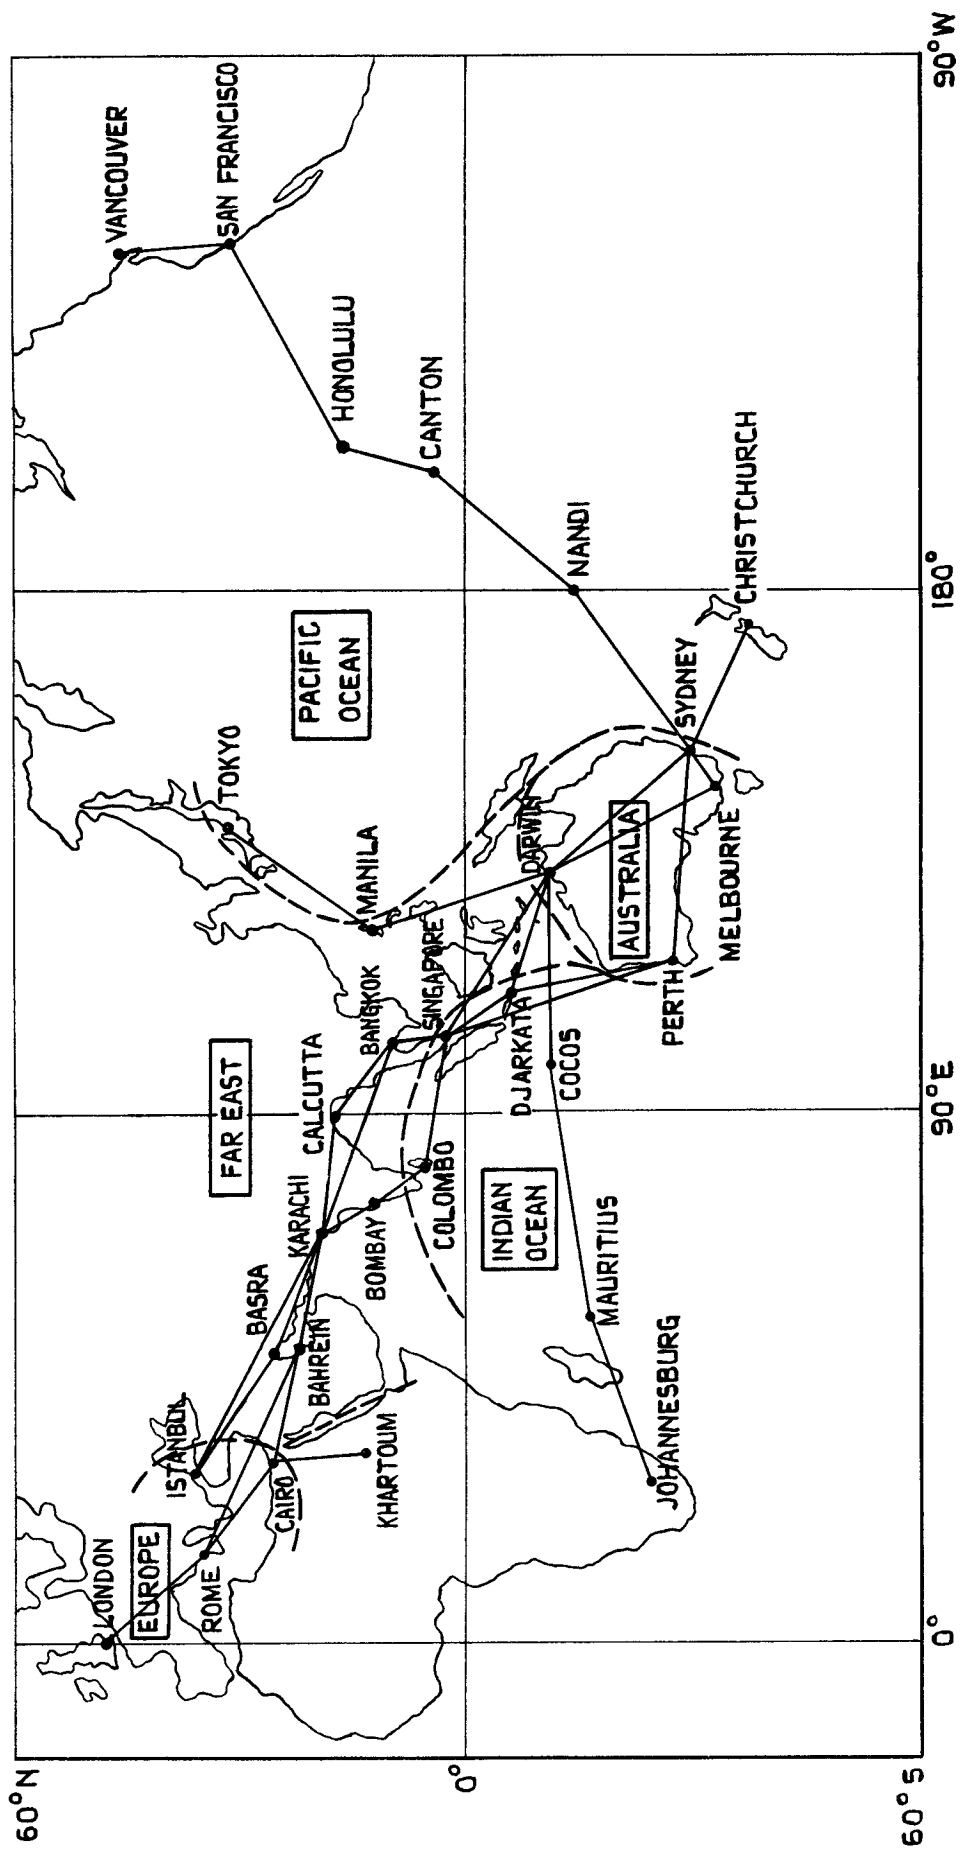 60°N
0°
60°S
0°
90°E
180°
90°W
LONDON
EUROPE
ROME
ISTANBUL
CAIRO
KHARTOUM
BASRA
BAHREIN
KARACHI
BOMBAY
COLOMBO
CALCUTTA
FAR EAST
BANGKOK
SINGAPORE
DJARKATA
COCOS
INDIAN
OCEAN
MAURITIUS
JOHANNESBURG
MANILA
TOKYO
DARWIN
AUSTRALIA
PERTH
MELBOURNE
SYDNEY
CHRISTCHURCH
PACIFIC
OCEAN
NANDI
CANTON
HONOLULU
SAN FRANCISCO
VANCOUVER